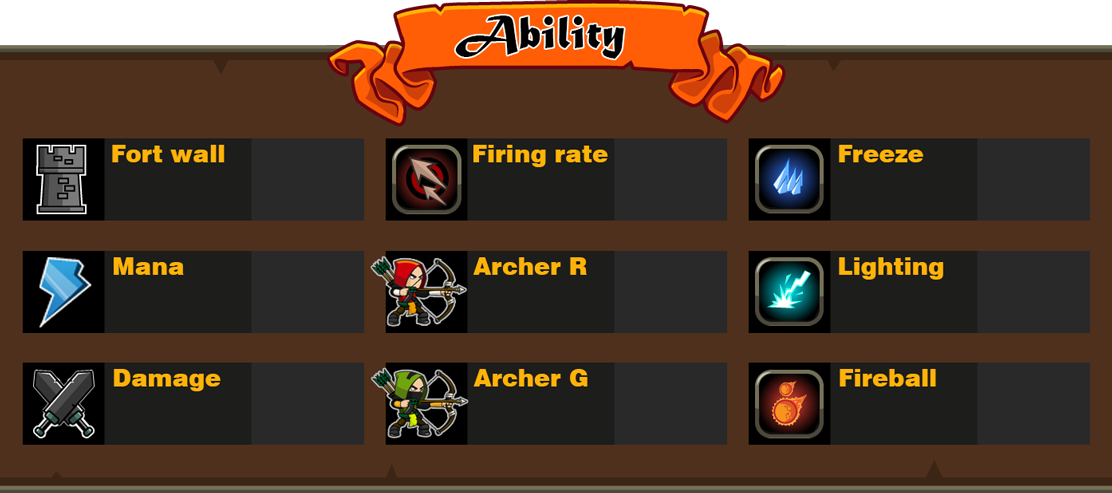 Ability
Fort wall
Firing rate
Freeze
Mana
Archer R
Lighting
Damage
Archer G
Fireball